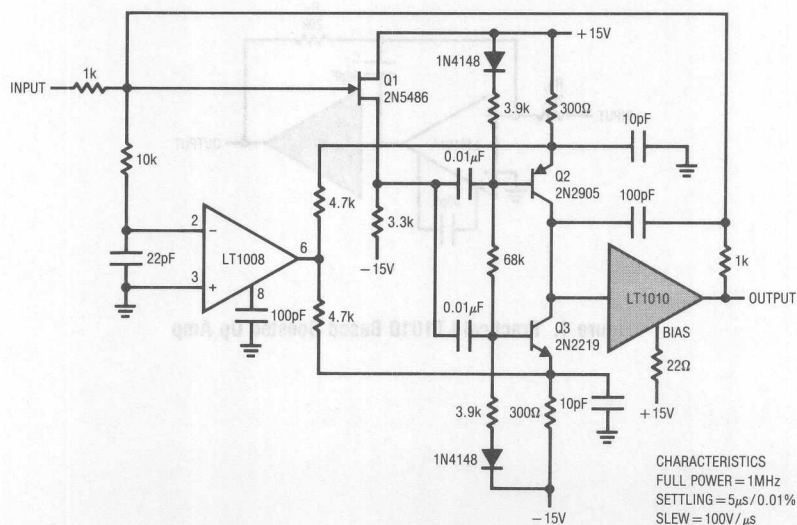 +15V
1N4148
Q1
2N5486
INPUT
1k
3.9k
300Ω
10pF
10k
0.01µF
Q2
2N2905
4.7k
3.3k
100pF
–15V
2
–
LT1008
6
22pF
3
+
8
100pF
4.7k
68k
1k
LT1010
OUTPUT
0.01µF
Q3
2N2219
BIAS
22Ω
+15V
3.9k
300Ω
10pF
1N4148
–15V
CHARACTERISTICS
FULL POWER = 1MHz
SETTLING = 5µs/0.01%
SLEW = 100V/µs